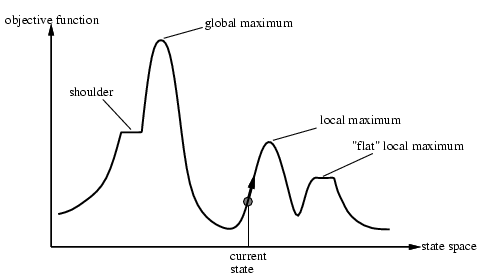 objective function
global maximum
shoulder
local maximum
"flat" local maximum
state space
current
state